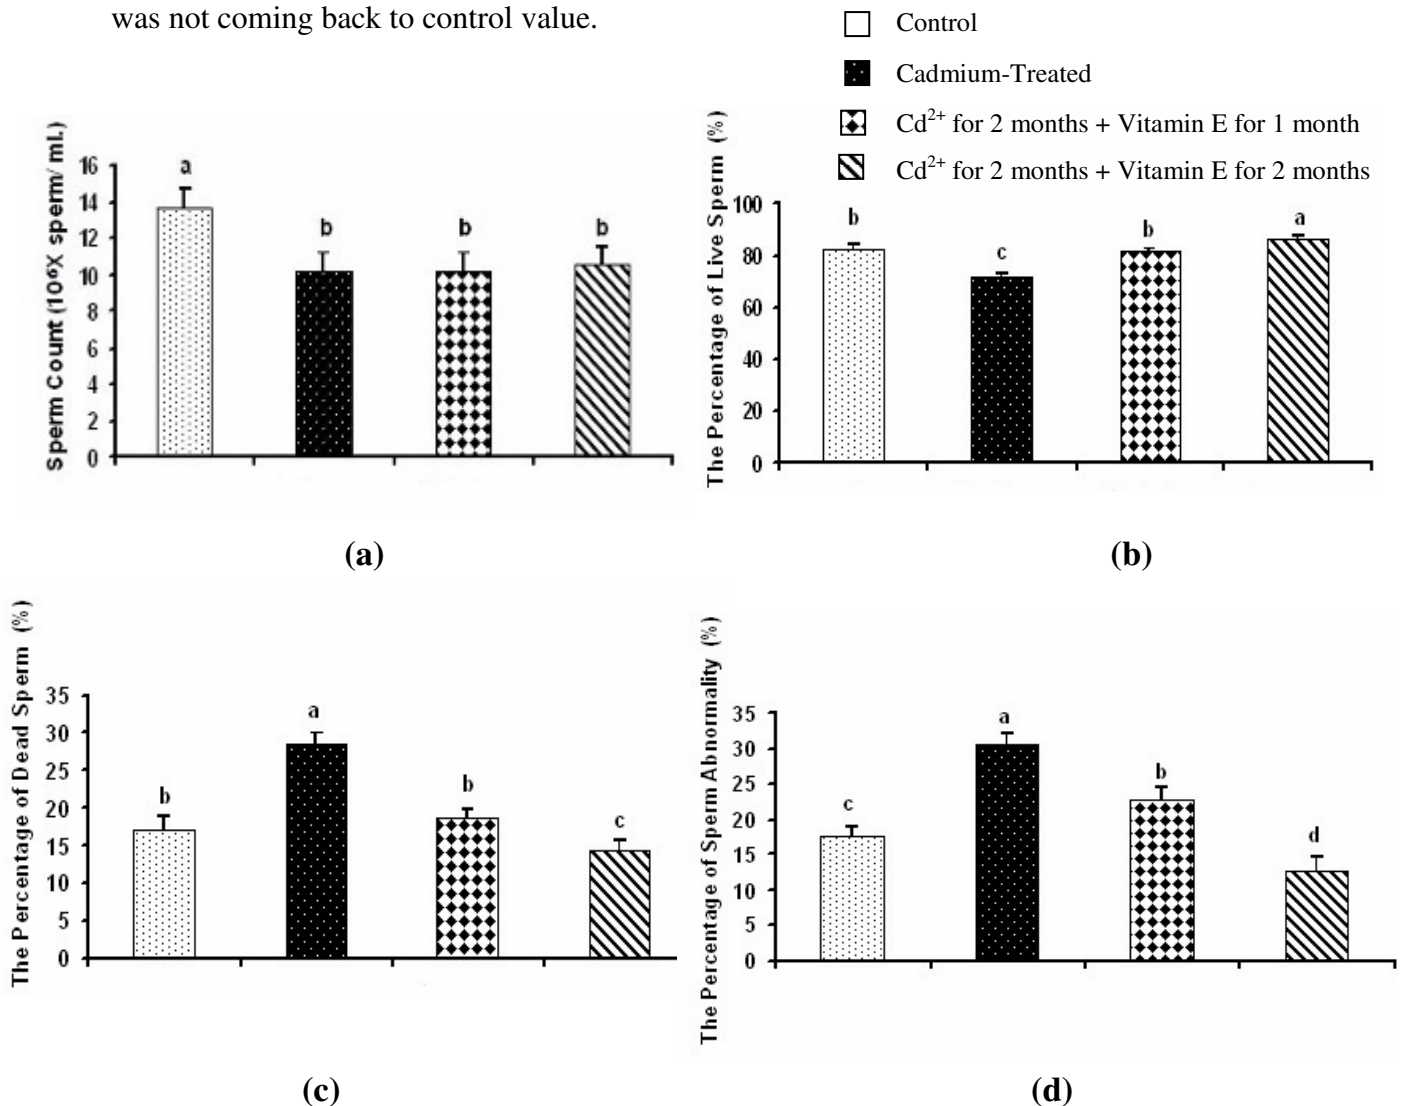 was not coming back to control value.
Control
Cadmium-Treated
Cd²⁺ for 2 months + Vitamin E for 1 month
Cd²⁺ for 2 months + Vitamin E for 2 months
Sperm Count (10⁶X sperm/ ml.)
16
14
12
10
8
6
4
2
0
a
b
b
b
(a)
The Percentage of Live Sperm (%)
100
80
60
40
20
0
b
c
b
a
(b)
The Percentage of Dead Sperm (%)
35
30
25
20
15
10
5
0
b
a
b
c
(c)
The Percentage of Sperm Abnormality (%)
35
30
25
20
15
10
5
0
c
a
b
d
(d)